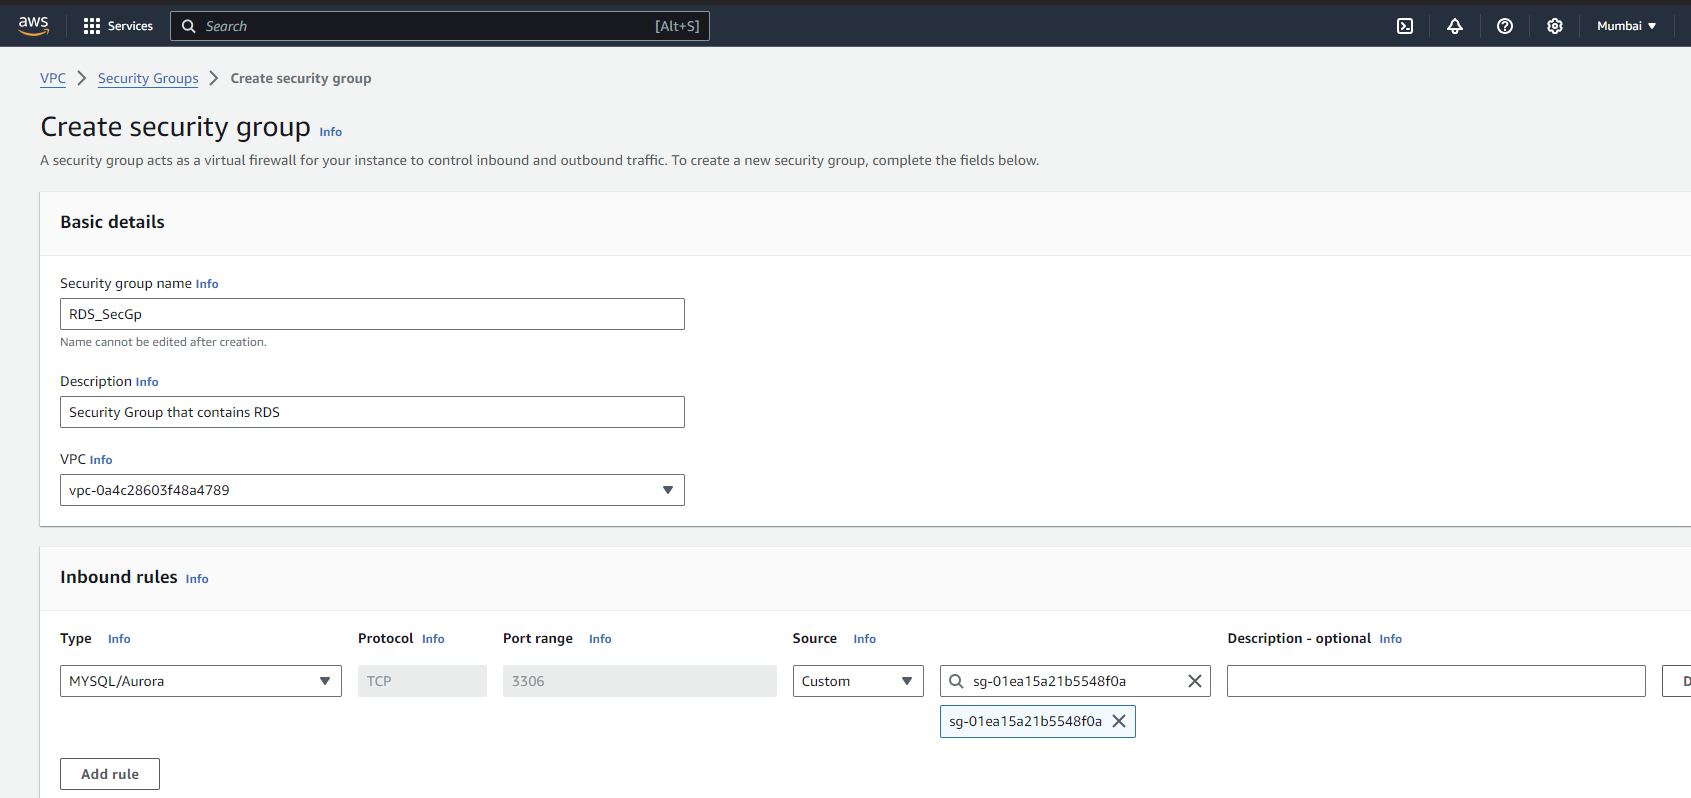 aws Services Search [Alt+S] Mumbai
VPC Security Groups Create security group
Create security group Info
A security group acts as a virtual firewall for your instance to control inbound and outbound traffic. To create a new security group, complete the fields below.
Basic details
Security group name Info
RDS_SecGp
Name cannot be edited after creation.
Description Info
Security Group that contains RDS
VPC Info
vpc-0a4c28603f48a4789
Inbound rules Info
Type Info Protocol Info Port range Info Source Info Description - optional Info
MYSQL/Aurora TCP 3306 Custom sg-01ea15a21b5548f0a D
sg-01ea15a21b5548f0a
Add rule